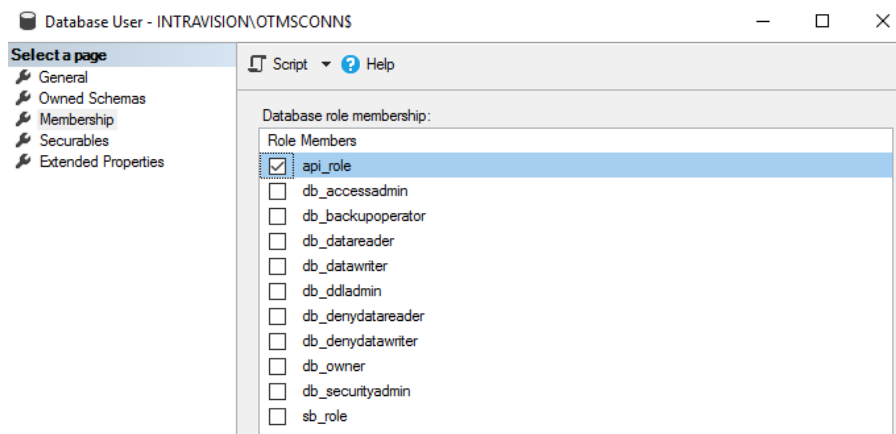 Database User - INTRAVISION\OTMSCONN$
Select a page
General
Owned Schemas
Membership
Securables
Extended Properties
Script
Help
Database role membership:
Role Members
api_role
db_accessadmin
db_backupoperator
db_datareader
db_datawriter
db_ddladmin
db_denydatareader
db_denydatawriter
db_owner
db_securityadmin
sb_role